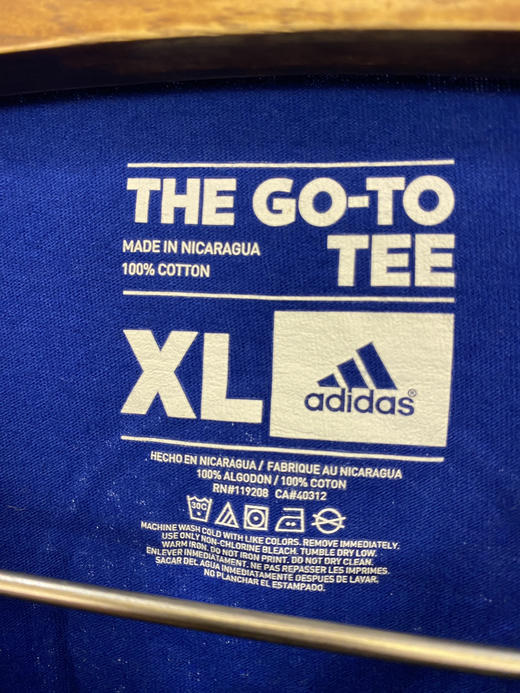 THE GO-TO
TEE
MADE IN NICARAGUA
100% COTTON
XL
adidas®
HECHO EN NICARAGUA / FABRIQUE AU NICARAGUA
100% ALGODON / 100% COTON
RN#119208 CA#40312
30C
MACHINE WASH COLD WITH LIKE COLORS. REMOVE IMMEDIATELY.
USE ONLY NON-CHLORINE BLEACH. TUMBLE DRY LOW.
WARM IRON. DO NOT IRON PRINT. DO NOT DRY CLEAN.
ENLEVER IMMEDIATAMENT. NE PAS REPASSER LES IMPRIMES.
SACAR DEL AGUA INMEDIATAMENTE DESPUES DE LAVAR.
NO PLANCHAR EL ESTAMPADO.